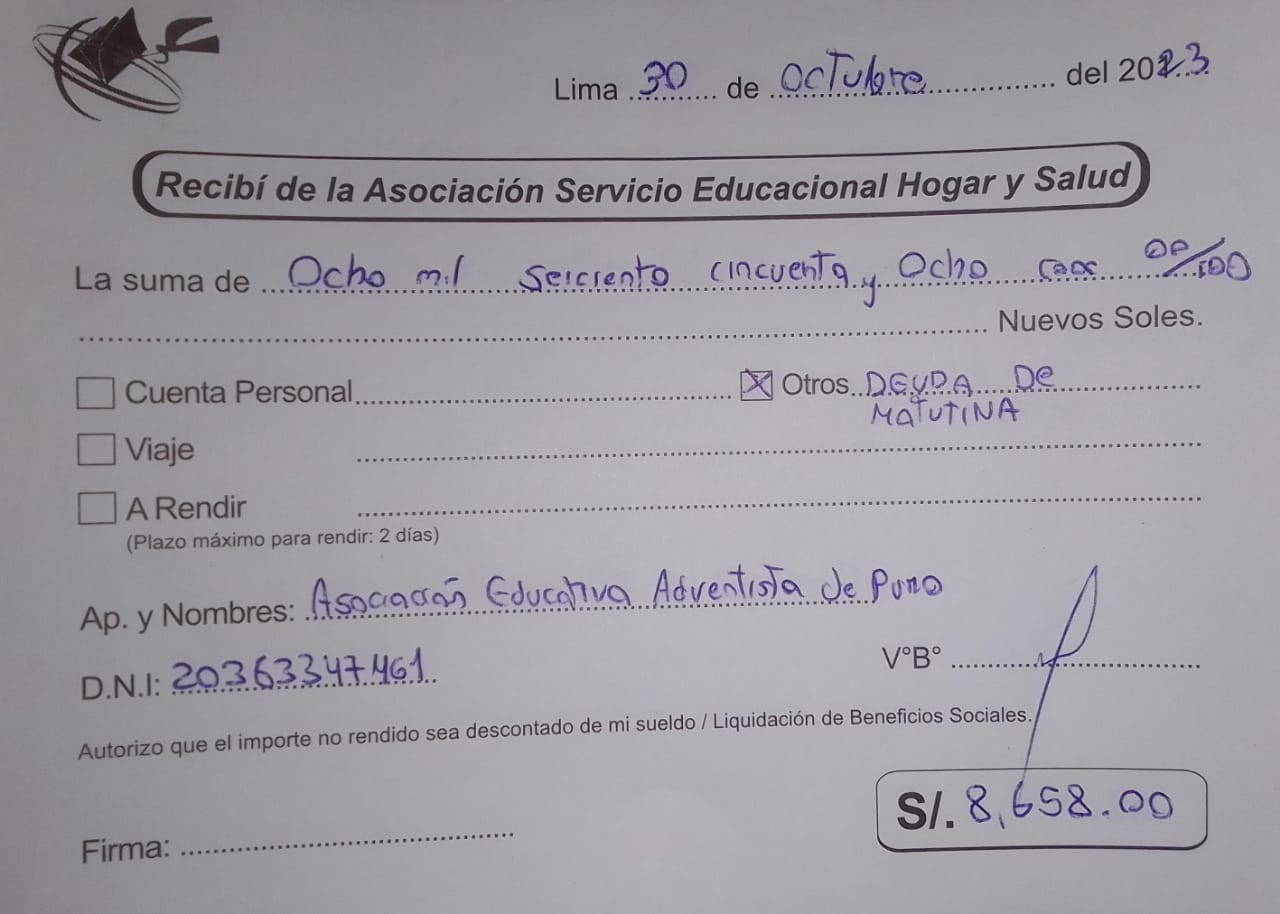 Lima 30 de Octubre del 2023
Recibí de la Asociación Servicio Educacional Hogar y Salud
La suma de Ocho mil Seiciento cincuenta y Ocho con 00/100
Nuevos Soles.
Cuenta Personal
Otros DEUDA De
MATUTINA
Viaje
A Rendir
(Plazo máximo para rendir: 2 días)
Ap. y Nombres: Asociación Educativa Adventista de Puno
D.N.I: 20363347461
V°B°
Autorizo que el importe no rendido sea descontado de mi sueldo / Liquidación de Beneficios Sociales.
S/. 8,658.00
Firma: